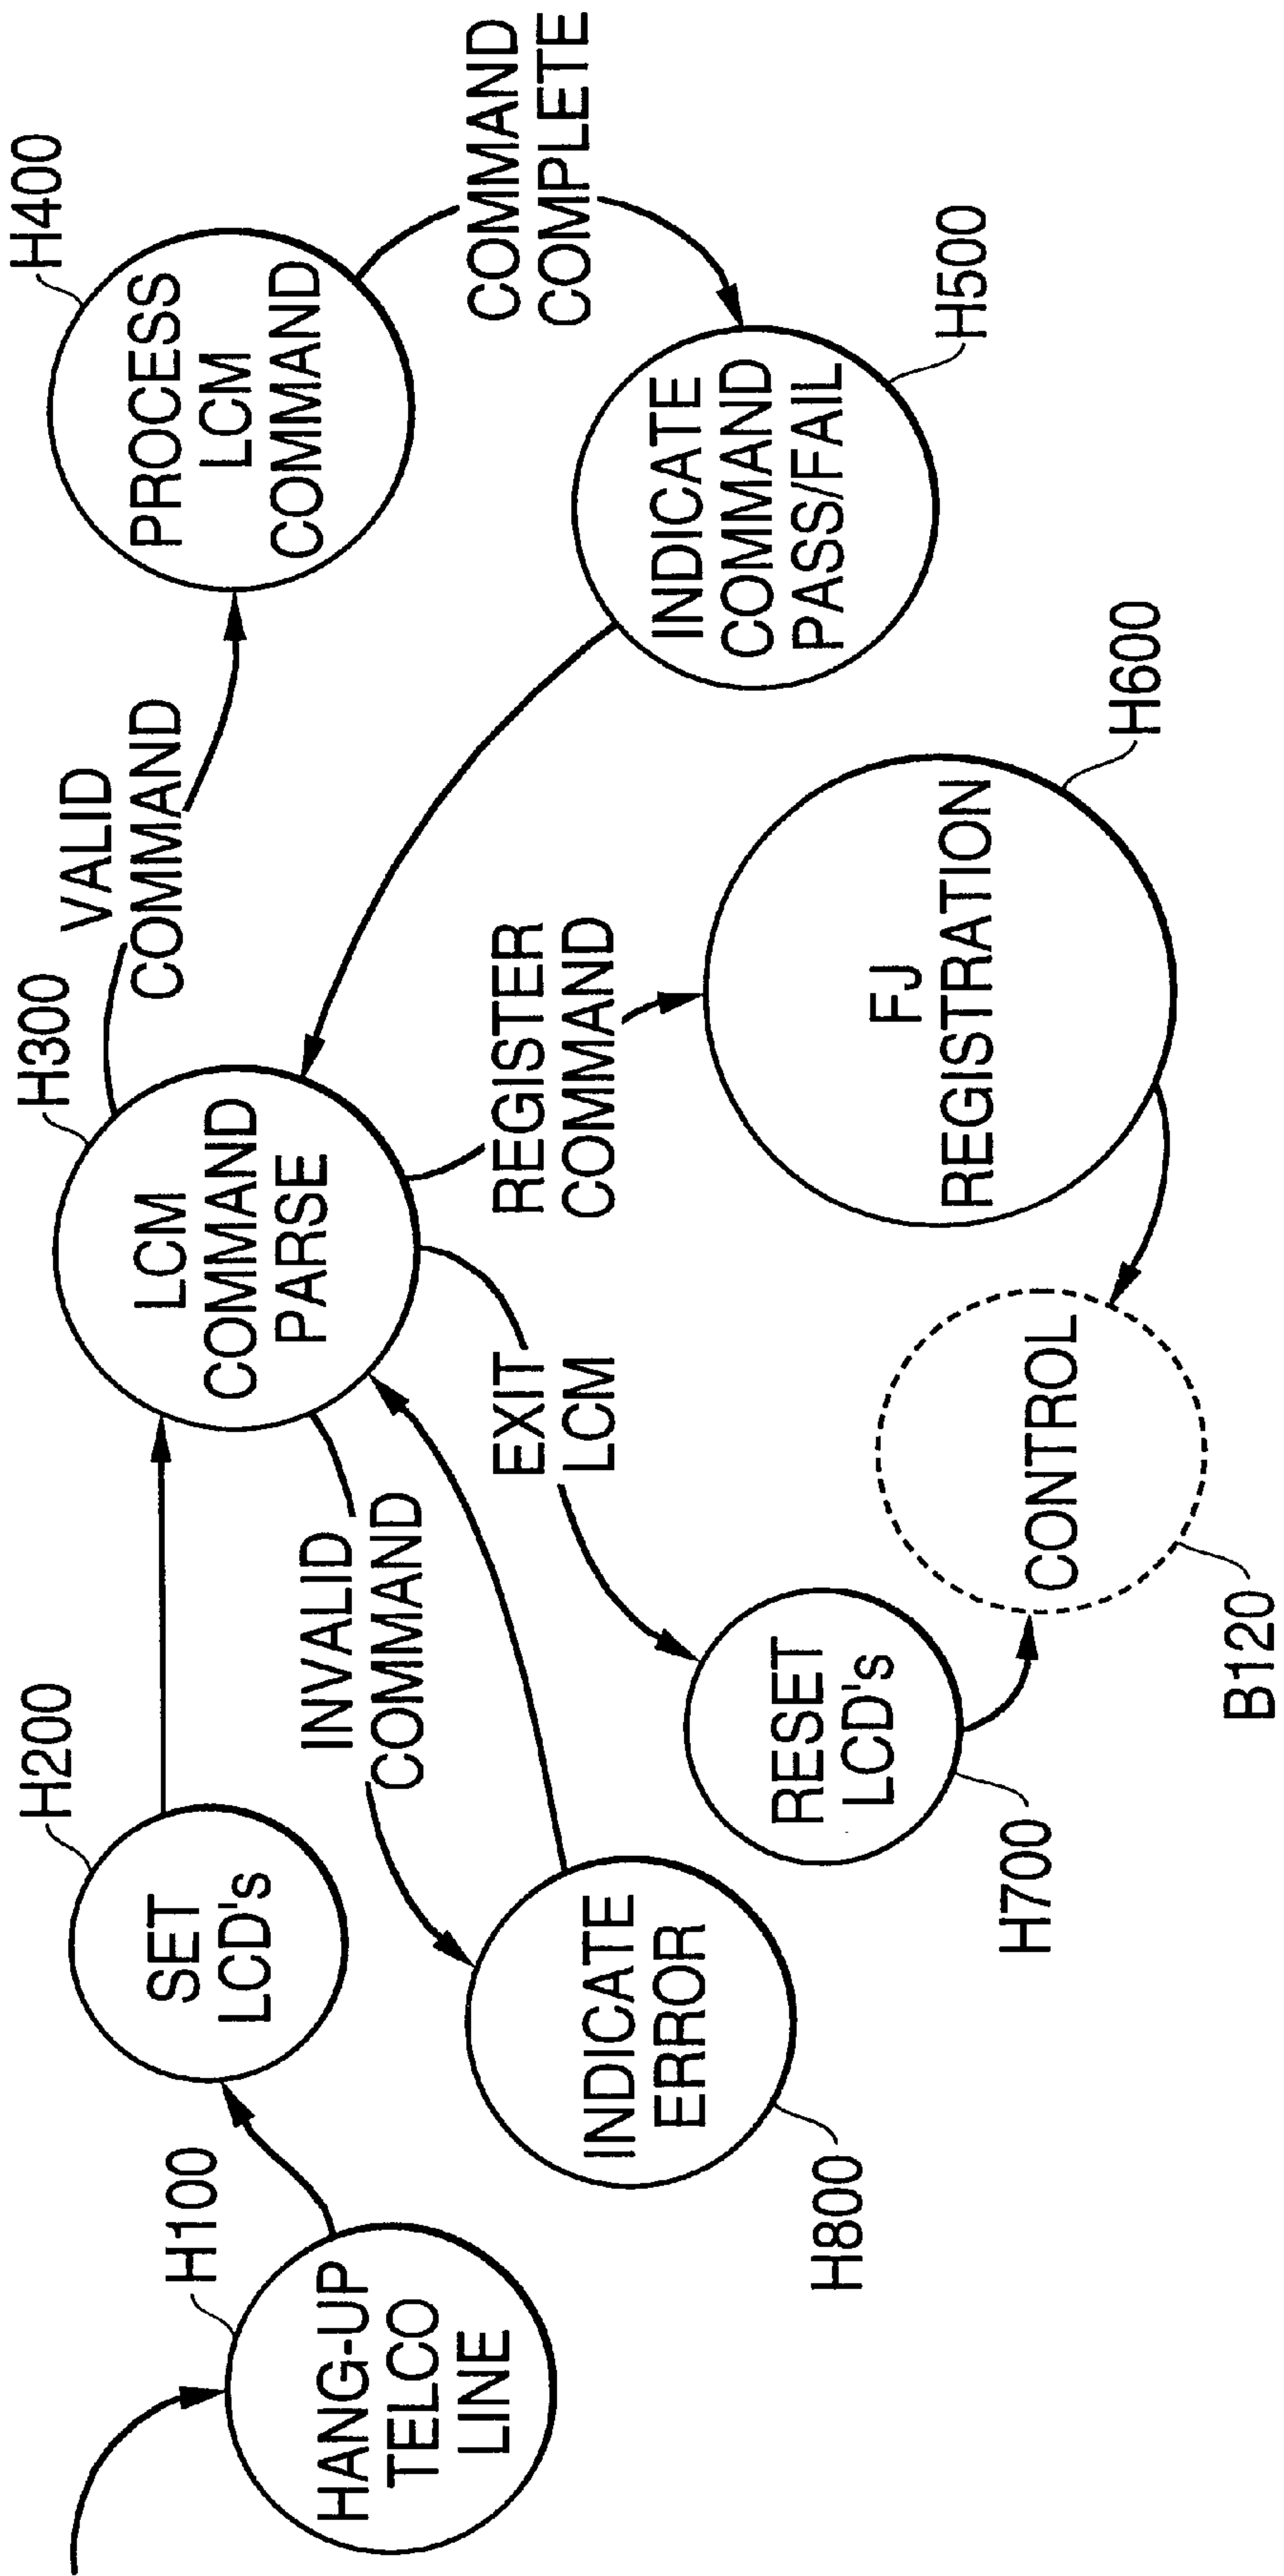 H100
HANG-UP
TELCO
LINE
H200
SET
LCD's
H300
LCM
COMMAND
PARSE
VALID
COMMAND
H400
PROCESS
LCM
COMMAND
COMMAND
COMPLETE
INDICATE
COMMAND
PASS/FAIL
H500
INVALID
COMMAND
INDICATE
ERROR
H800
EXIT
LCM
RESET
LCD's
H700
REGISTER
COMMAND
FJ
REGISTRATION
H600
CONTROL
B120